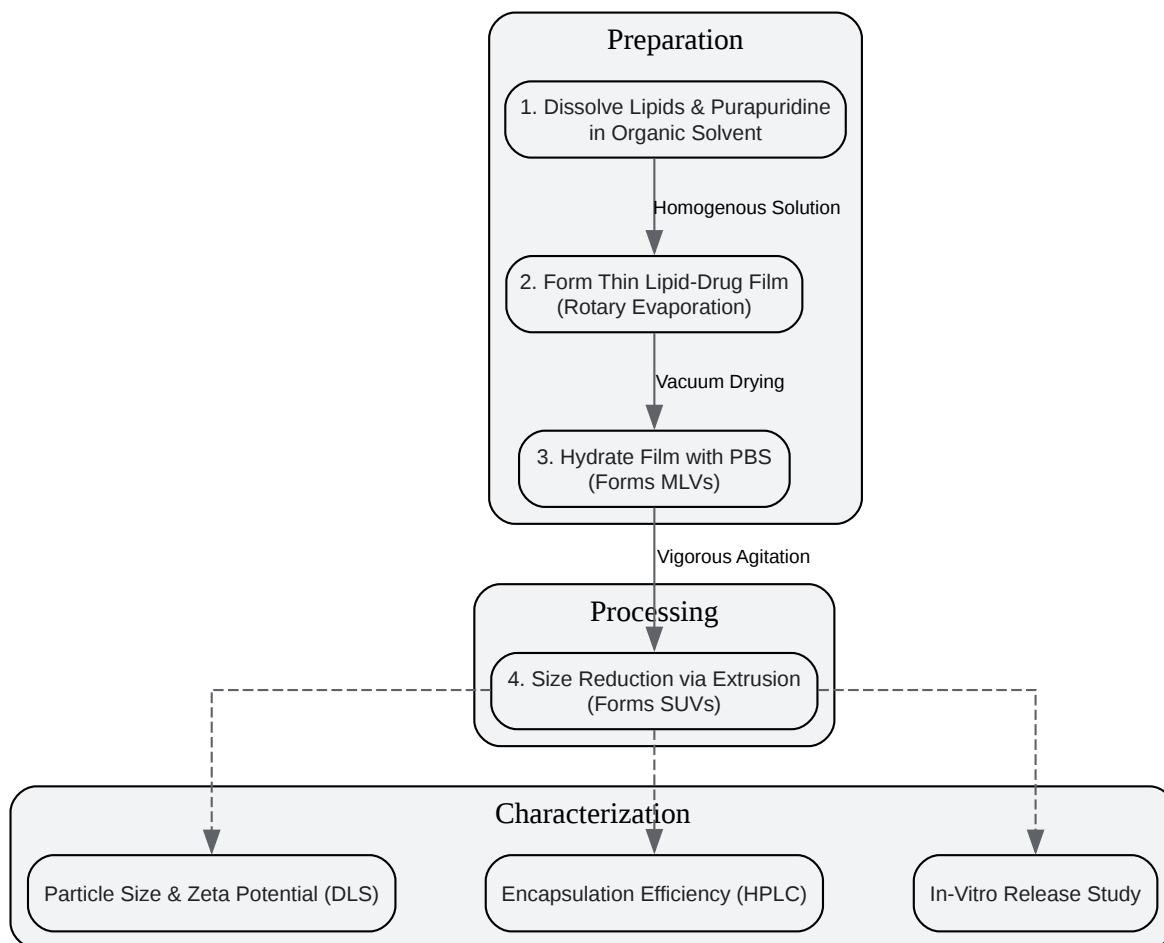 Preparation
1. Dissolve Lipids & Purapuridine
in Organic Solvent
Homogenous Solution
2. Form Thin Lipid-Drug Film
(Rotary Evaporation)
Vacuum Drying
3. Hydrate Film with PBS
(Forms MLVs)
Vigorous Agitation
Processing
4. Size Reduction via Extrusion
(Forms SUVs)
Characterization
Particle Size & Zeta Potential (DLS)
Encapsulation Efficiency (HPLC)
In-Vitro Release Study